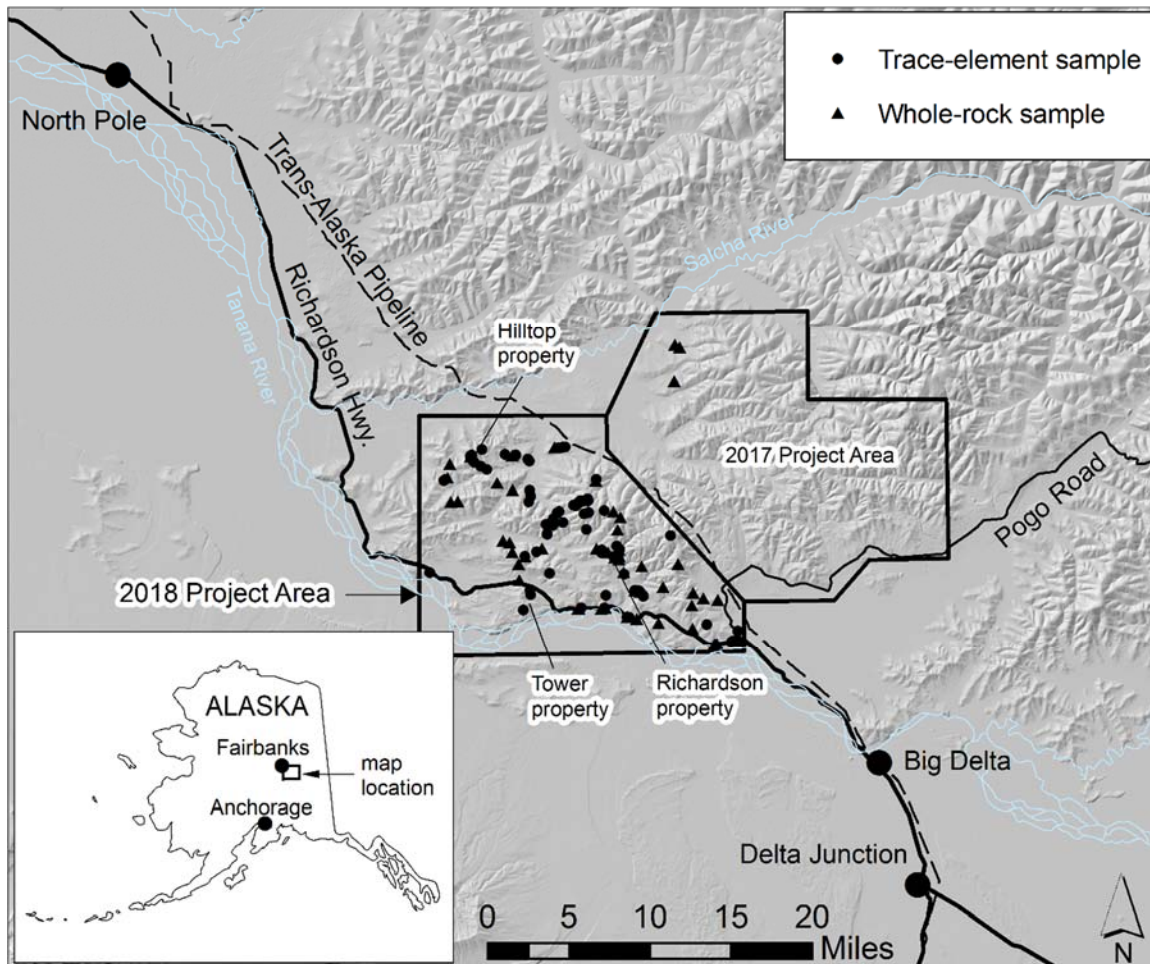 Trace-element sample
Whole-rock sample
North Pole
Trans-Alaska Pipeline
Salcha River
Richardson Hwy.
Tanana River
Hilltop
property
2017 Project Area
Pogo Road
2018 Project Area
Tower
property
Richardson
property
ALASKA
Fairbanks
map
location
Anchorage
Big Delta
Delta Junction
0 5 10 15 20
Miles
N